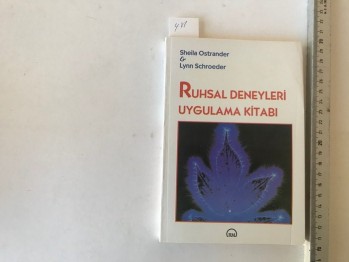 Sheila Ostrander
&
Lynn Schroeder
RUHSAL DENEYLERİ
UYGULAMA KİTABI